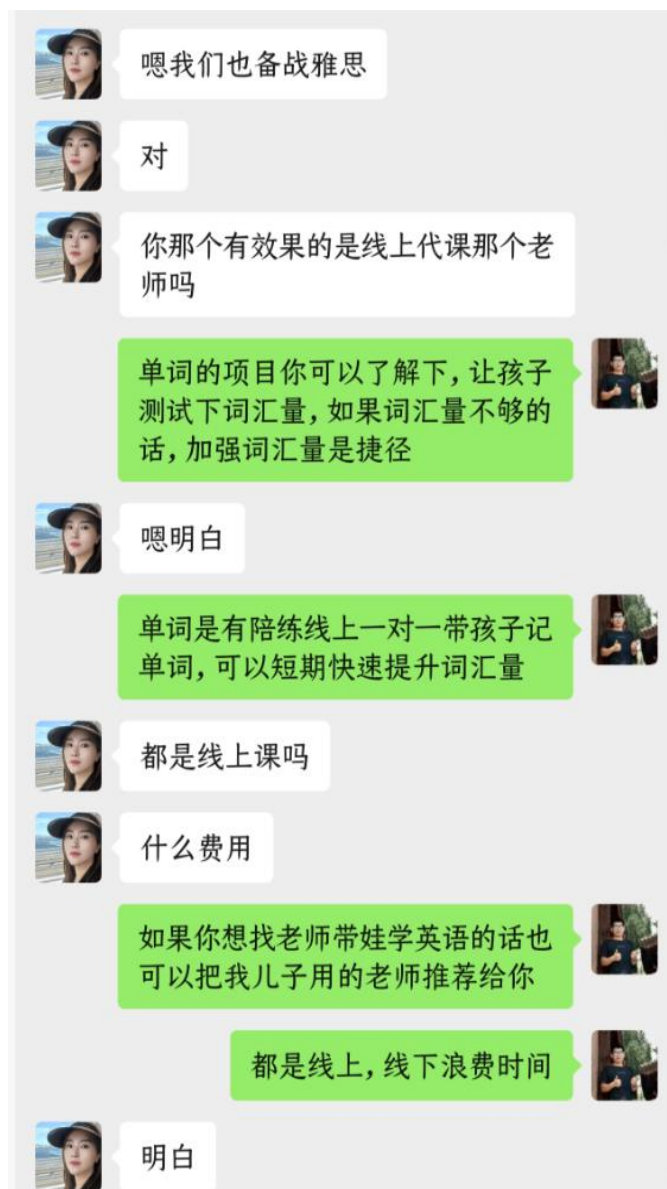 嗯我们也备战雅思
对
你那个有效果的是线上代课那个老
师吗
单词的项目你可以了解下,让孩子
测试下词汇量,如果词汇量不够的
话,加强词汇量是捷径
嗯明白
单词是有陪练线上一对一带孩子记
单词,可以短期快速提升词汇量
都是线上课吗
什么费用
如果你想找老师带娃学英语的话也
可以把我儿子用的老师推荐给你
都是线上,线下浪费时间
明白